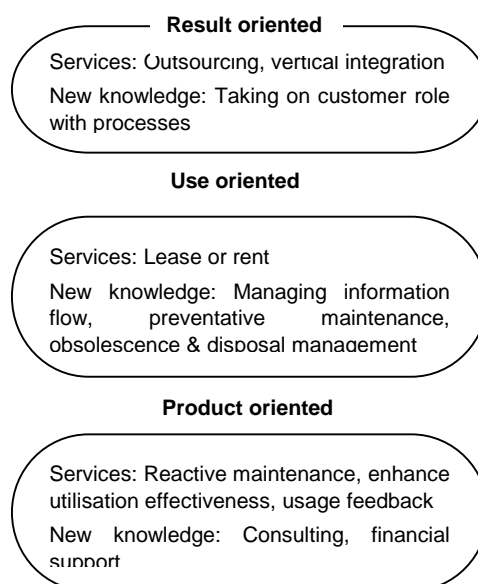 Result oriented
Services: Outsourcing, vertical integration
New knowledge: Taking on customer role
with processes
Use oriented
Services: Lease or rent
New knowledge: Managing information
flow, preventative maintenance,
obsolescence & disposal management
Product oriented
Services: Reactive maintenance, enhance
utilisation effectiveness, usage feedback
New knowledge: Consulting, financial
support